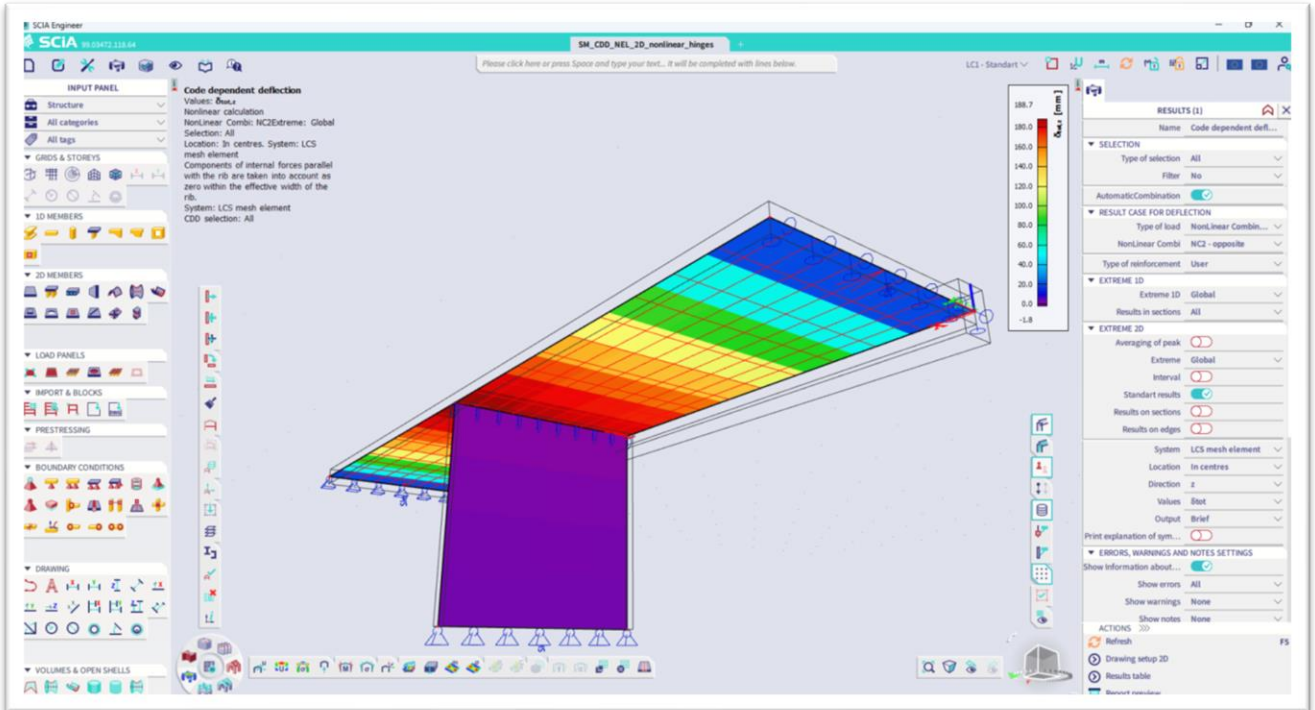 SCIA Engineer
SCIA 99.03472.118.64
SM_CDD_NEL_2D_nonlinear_hinges
+
Please click here or press Space and type your text... It will be completed with lines below.
LC1 - Standart
INPUT PANEL
Structure
All categories
All tags
GRIDS & STOREYS
1D MEMBERS
2D MEMBERS
LOAD PANELS
IMPORT & BLOCKS
PRESTRESSING
BOUNDARY CONDITIONS
DRAWING
VOLUMES & OPEN SHELLS
Code dependent deflection
Values: δtot,z
Nonlinear calculation
NonLinear Combi: NC2Extreme: Global
Selection: All
Location: In centres. System: LCS
mesh element
Components of internal forces parallel
with the rib are taken into account as
zero within the effective width of the
rib.
System: LCS mesh element
CDD selection: All
δtot,z [mm]
188.7
180.0
160.0
140.0
120.0
100.0
80.0
60.0
40.0
20.0
0.0
-1.8
RESULTS (1)
Name Code dependent defl...
SELECTION
Type of selection All
Filter No
AutomaticCombination
RESULT CASE FOR DEFLECTION
Type of load NonLinear Combin...
NonLinear Combi NC2 - opposite
Type of reinforcement User
EXTREME 1D
Extreme 1D Global
Results in sections All
EXTREME 2D
Averaging of peak
Extreme Global
Interval
Standart results
Results on sections
Results on edges
System LCS mesh element
Location In centres
Direction z
Values δtot
Output Brief
Print explanation of sym...
ERRORS, WARNINGS AND NOTES SETTINGS
Show Information about...
Show errors All
Show warnings None
Show notes None
ACTIONS >>>
Refresh F5
Drawing setup 2D
Results table
Report preview